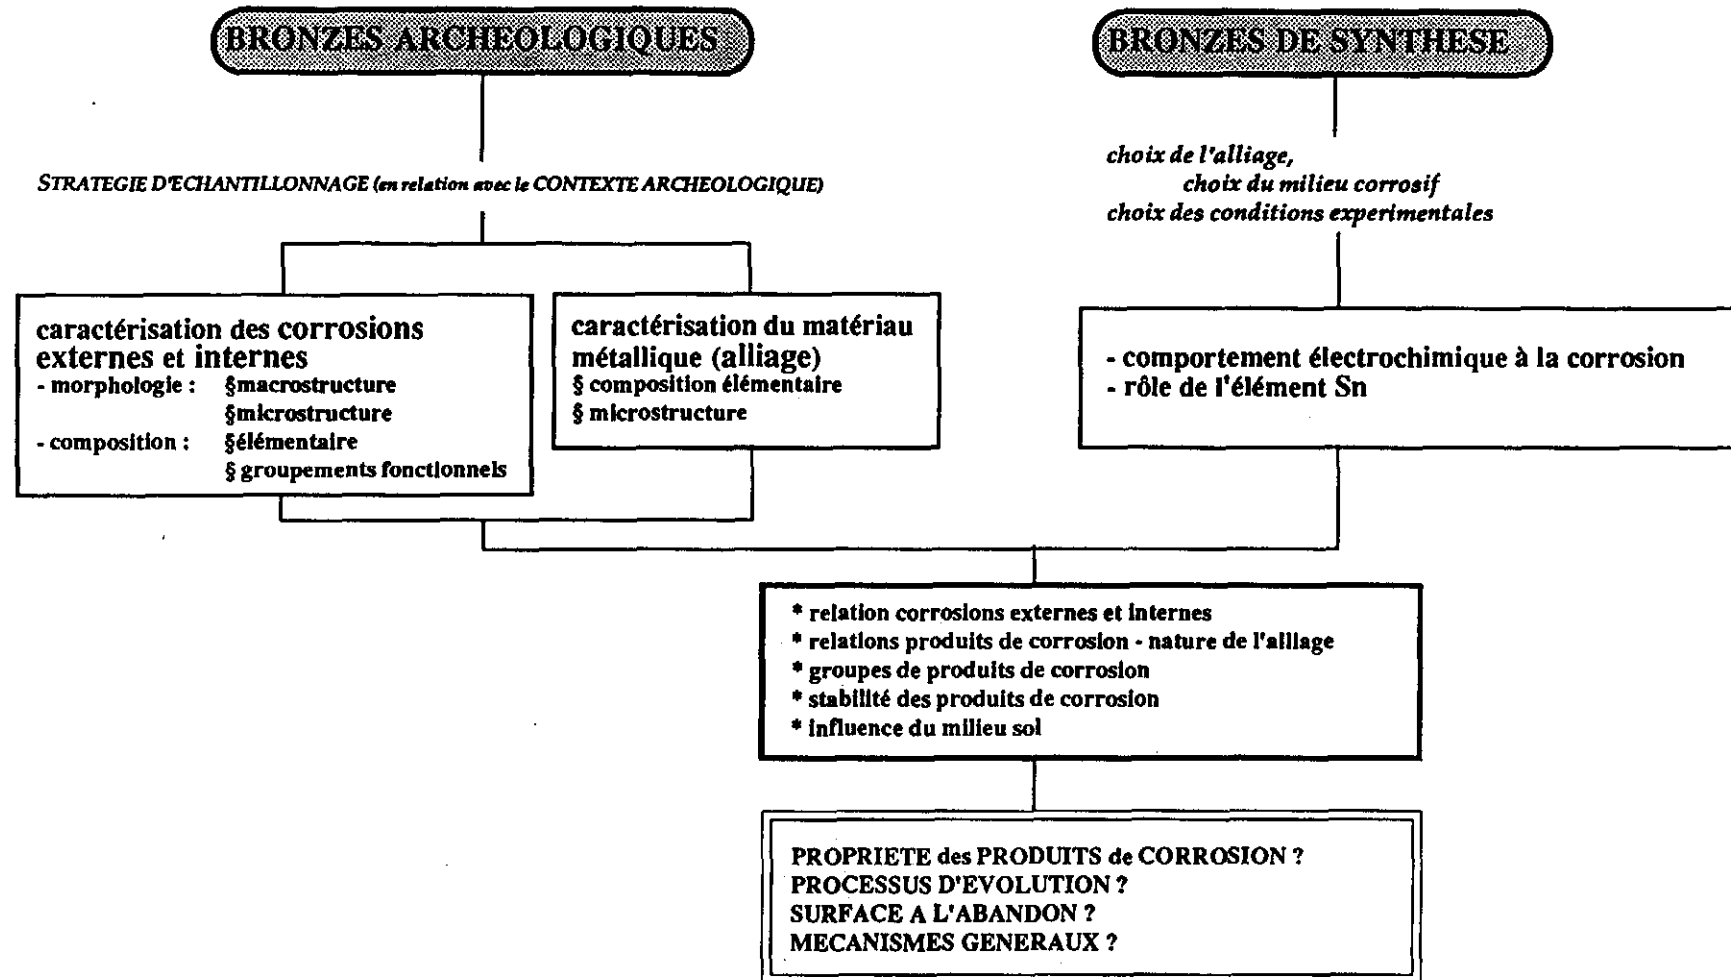 BRONZES ARCHEOLOGIQUES
BRONZES DE SYNTHESE
STRATEGIE D'ECHANTILLONNAGE (en relation avec le CONTEXTE ARCHEOLOGIQUE)
choix de l'alliage,
choix du milieu corrosif
choix des conditions experimentales
caractérisation des corrosions
externes et internes
- morphologie : §macrostructure
§microstructure
- composition : §élémentaire
§ groupements fonctionnels
caractérisation du matériau
métallique (alliage)
§ composition élémentaire
§ microstructure
- comportement électrochimique à la corrosion
- rôle de l'élément Sn
* relation corrosions externes et internes
* relations produits de corrosion - nature de l'alliage
* groupes de produits de corrosion
* stabilité des produits de corrosion
* influence du milieu sol
PROPRIETE des PRODUITS de CORROSION ?
PROCESSUS D'EVOLUTION ?
SURFACE A L'ABANDON ?
MECANISMES GENERAUX ?